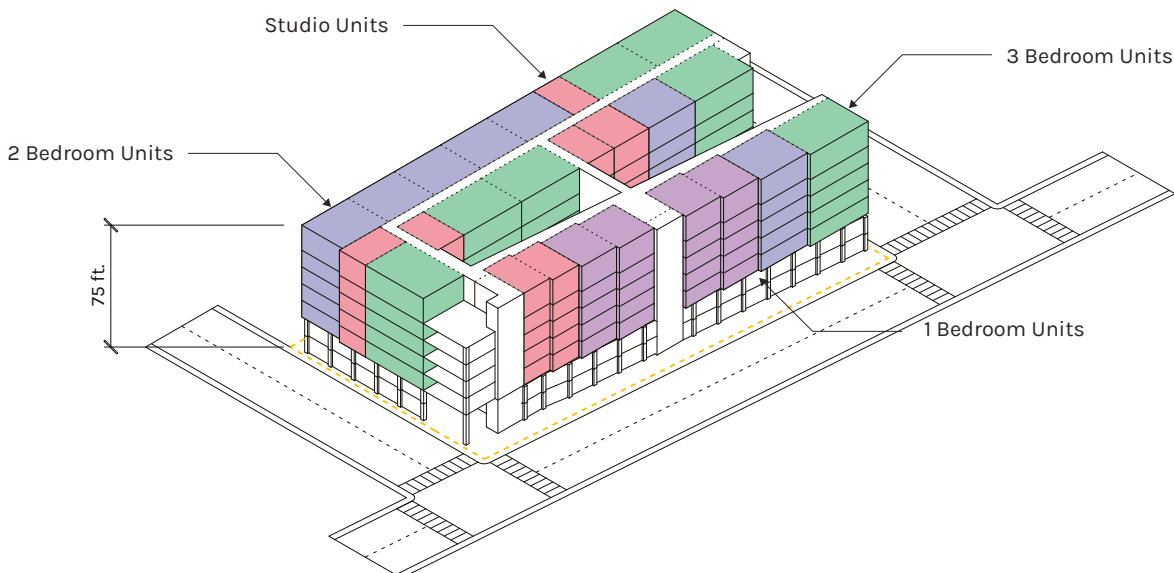 Studio Units
3 Bedroom Units
2 Bedroom Units
75 ft.
1 Bedroom Units